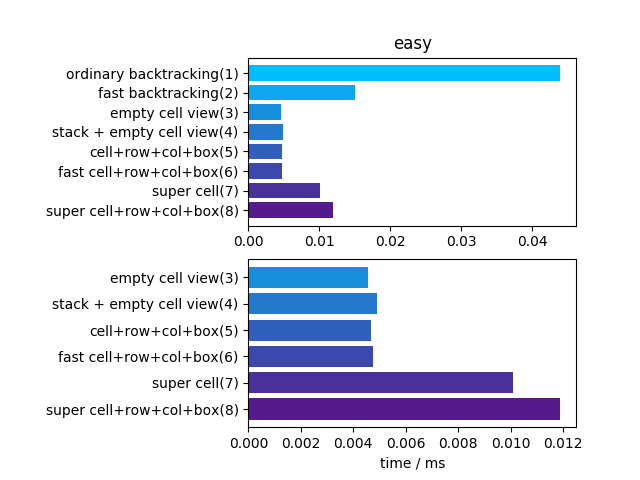 easy
ordinary backtracking(1)
fast backtracking(2)
empty cell view(3)
stack + empty cell view(4)
cell+row+col+box(5)
fast cell+row+col+box(6)
super cell(7)
super cell+row+col+box(8)
0.00 0.01 0.02 0.03 0.04
empty cell view(3)
stack + empty cell view(4)
cell+row+col+box(5)
fast cell+row+col+box(6)
super cell(7)
super cell+row+col+box(8)
0.000 0.002 0.004 0.006 0.008 0.010 0.012
time / ms